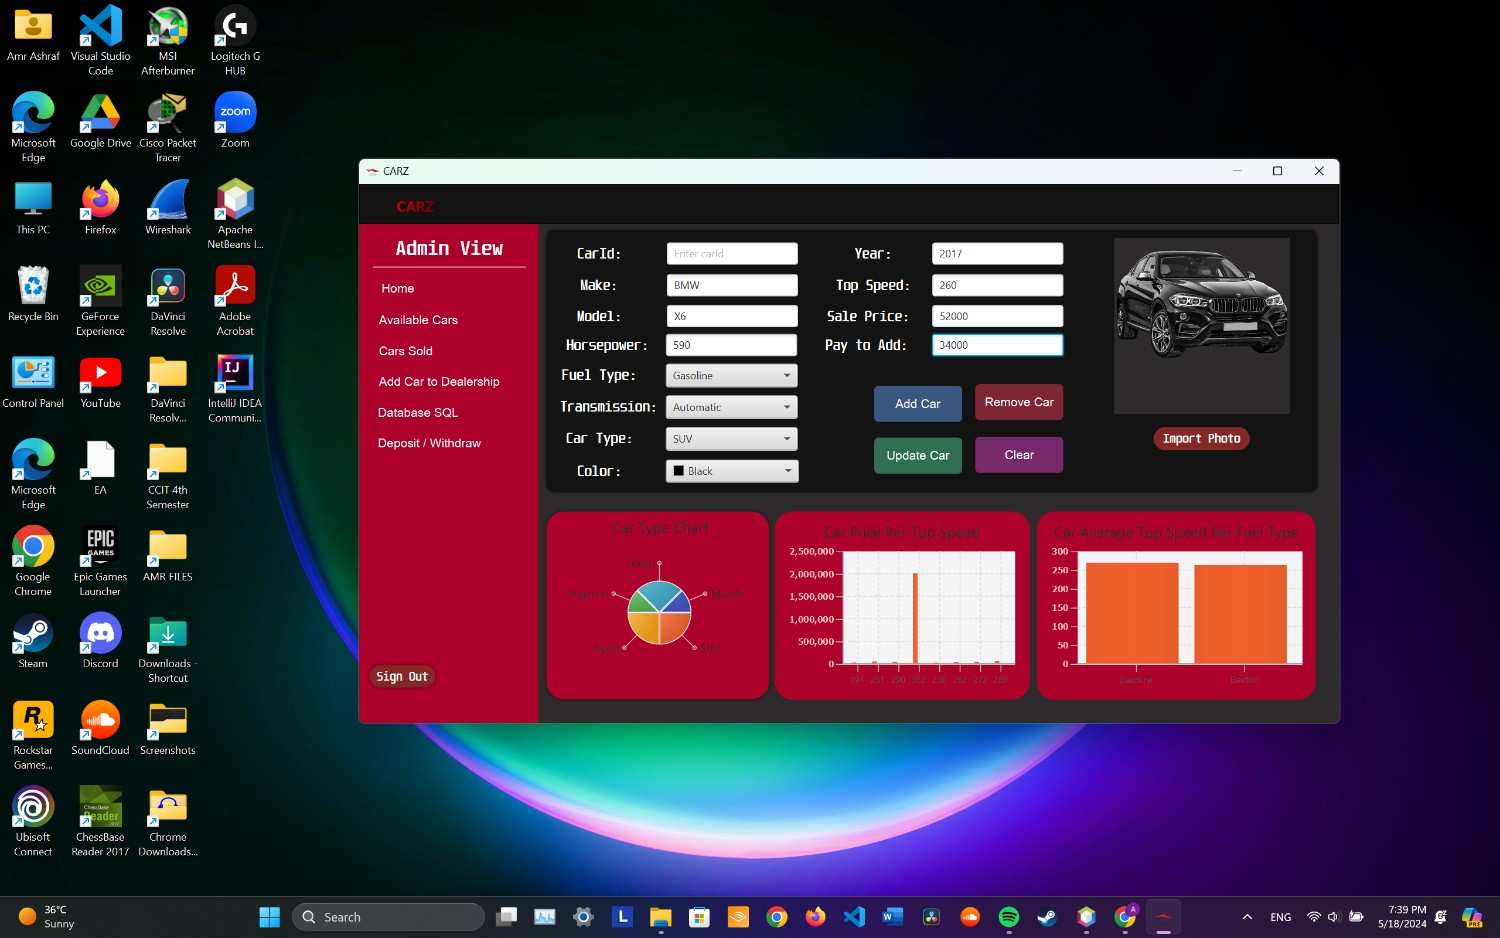 Amr Ashraf
Visual Studio
Code
MSI
Afterburner
Logitech G
HUB
Microsoft
Edge
Google Drive
Cisco Packet
Tracer
zoom
Zoom
This PC
Firefox
Wireshark
Apache
NetBeans I...
Recycle Bin
GeForce
Experience
DaVinci
Resolve
Adobe
Acrobat
Control Panel
YouTube
DaVinci
Resolv...
IJ
IntelliJ IDEA
Communi...
Microsoft
Edge
EA
CCIT 4th
Semester
Google
Chrome
EPIC
GAMES
Epic Games
Launcher
AMR FILES
Steam
Discord
Downloads -
Shortcut
Rockstar
Games...
SoundCloud
Screenshots
Ubisoft
Connect
ChessBase
Reader
ChessBase
Reader 2017
Chrome
Downloads...
CARZ
CARZ
Admin View
Home
Available Cars
Cars Sold
Add Car to Dealership
Database SQL
Deposit / Withdraw
Sign Out
CarId: Enter carId
Make: BMW
Model: X6
Horsepower: 590
Fuel Type: Gasoline
Transmission: Automatic
Car Type: SUV
Color: Black
Year: 2017
Top Speed: 260
Sale Price: 52000
Pay to Add: 34000
Add Car
Remove Car
Update Car
Clear
Import Photo
Car Type Chart
Car Price Per Top Speed
2,500,000
2,000,000
1,500,000
1,000,000
500,000
0
Car Average Top Speed Per Fuel Type
300
250
200
150
100
50
0
36°C
Sunny
Search
L
ENG
7:39 PM
5/18/2024
PRE